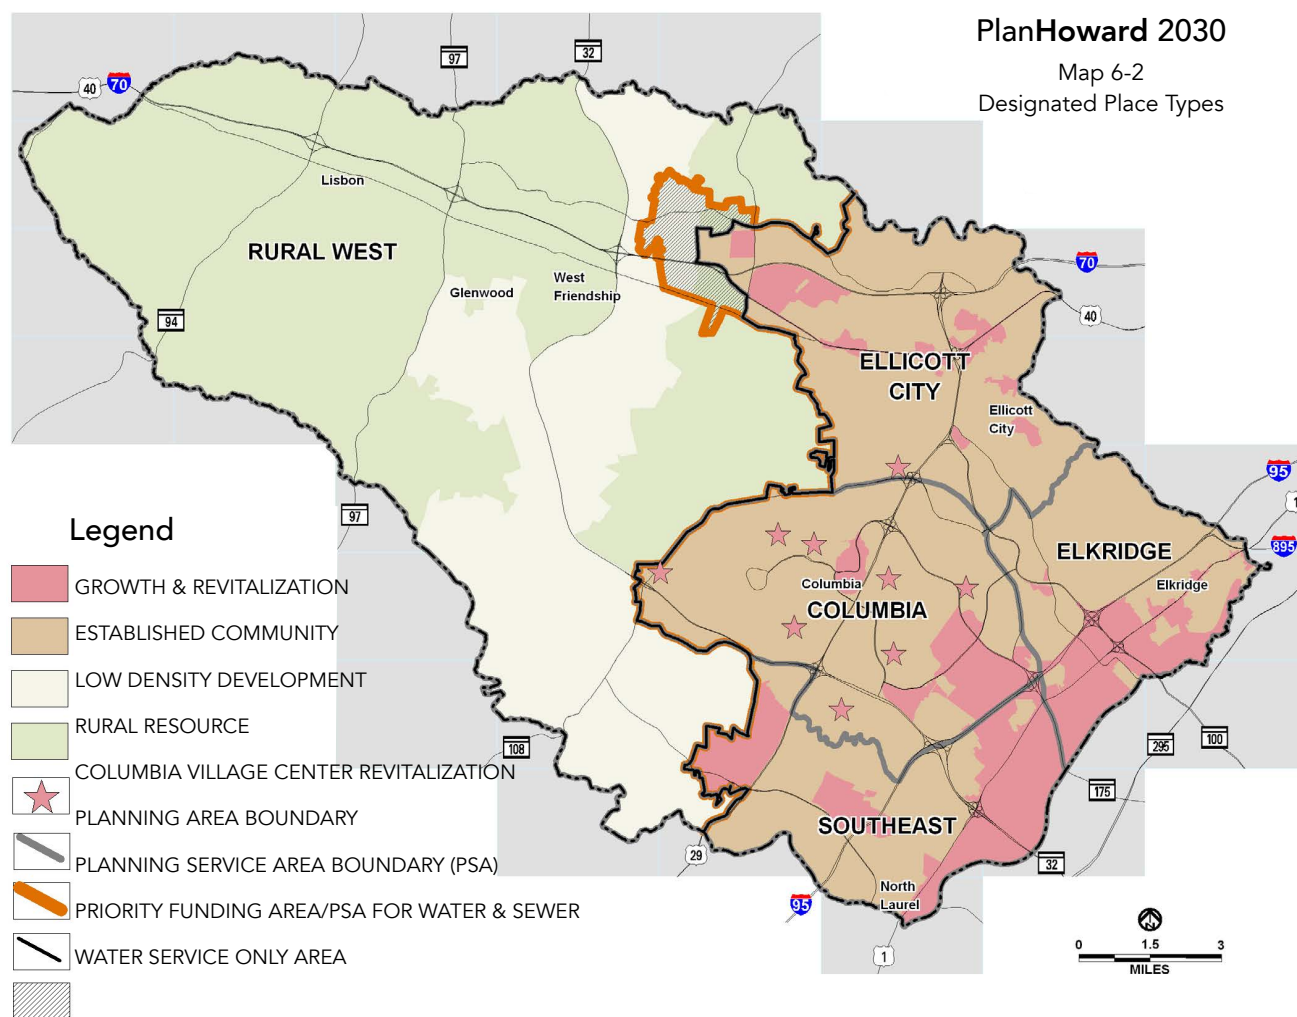 PlanHoward 2030
Map 6-2
Designated Place Types
97
32
40
70
Lisbon
RURAL WEST
70
West
Friendship
Glenwood
94
40
ELLICOTT
CITY
Ellicott
City
95
1
97
895
ELKRIDGE
Elkridge
Columbia
COLUMBIA
108
295
100
175
SOUTHEAST
29
32
North
Laurel
95
1
0 1.5 3
MILES
Legend
GROWTH & REVITALIZATION
ESTABLISHED COMMUNITY
LOW DENSITY DEVELOPMENT
RURAL RESOURCE
COLUMBIA VILLAGE CENTER REVITALIZATION
PLANNING AREA BOUNDARY
PLANNING SERVICE AREA BOUNDARY (PSA)
PRIORITY FUNDING AREA/PSA FOR WATER & SEWER
WATER SERVICE ONLY AREA